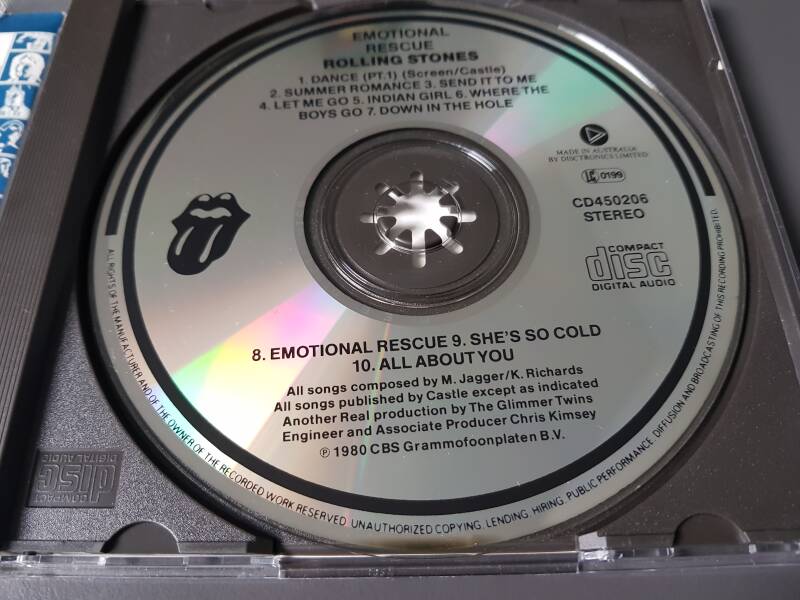 EMOTIONAL
RESCUE
ROLLING STONES
1. DANCE (PT.1) (Screen/Castle)
2. SUMMER ROMANCE 3. SEND IT TO ME
4. LET ME GO 5. INDIAN GIRL 6. WHERE THE
BOYS GO 7. DOWN IN THE HOLE
MADE IN AUSTRALIA
BY DISCTRONICS LIMITED
LC 0199
CD450206
STEREO
COMPACT
disc
DIGITAL AUDIO
8. EMOTIONAL RESCUE 9. SHE'S SO COLD
10. ALL ABOUT YOU
All songs composed by M. Jagger/K. Richards
All songs published by Castle except as indicated
Another Real production by The Glimmer Twins
Engineer and Associate Producer Chris Kimsey
℗ 1980 CBS Grammofoonplaten B.V.
ALL RIGHTS OF THE MANUFACTURER AND OF THE OWNER OF THE RECORDED WORK RESERVED. UNAUTHORIZED COPYING, LENDING, HIRING, PUBLIC PERFORMANCE, DIFFUSION AND BROADCASTING OF THIS RECORDING PROHIBITED.
COMPACT
disc
DIGITAL AUDIO